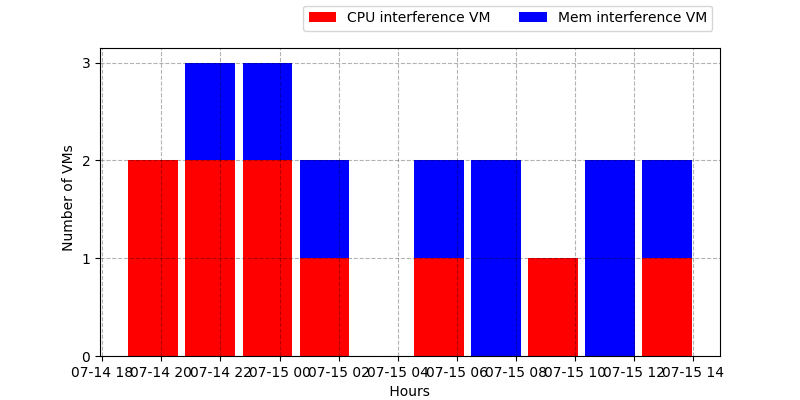 CPU interference VM Mem interference VM
3
2
1
0
Number of VMs
07-14 18 07-14 20 07-14 22 07-15 00 07-15 02 07-15 04 07-15 06 07-15 08 07-15 10 07-15 12 07-15 14
Hours